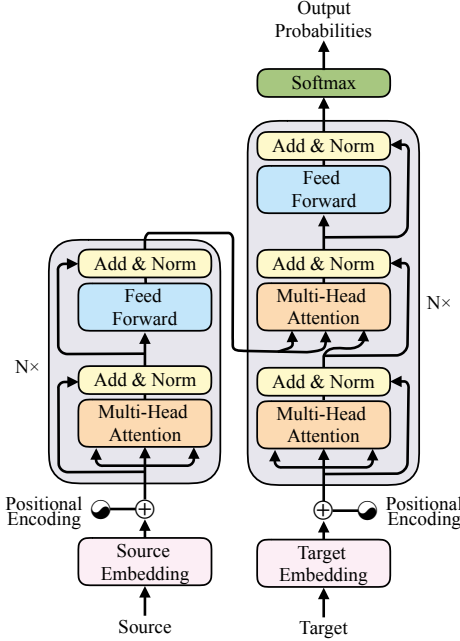 Output
Probabilities
Softmax
Add & Norm
Feed
Forward
Add & Norm
Multi-Head
Attention
N×
Add & Norm
Multi-Head
Attention
Positional
Encoding
Target
Embedding
Target
Add & Norm
Feed
Forward
N×
Add & Norm
Multi-Head
Attention
Positional
Encoding
Source
Embedding
Source